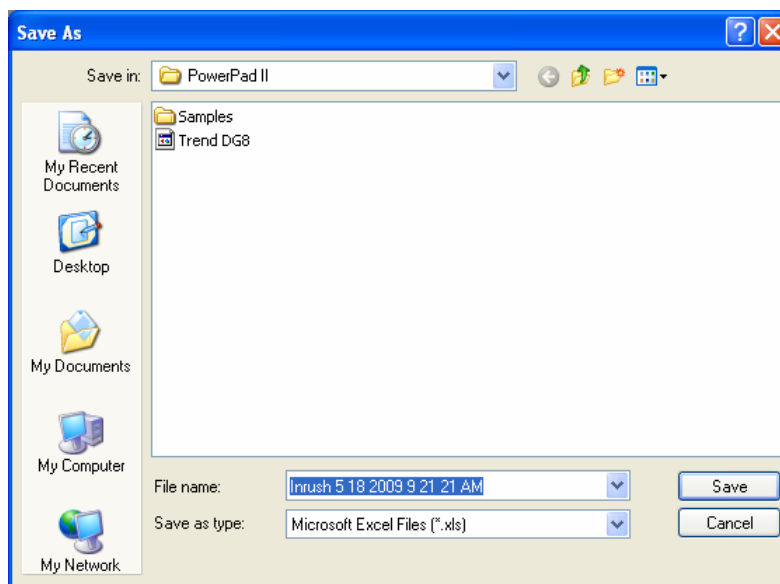 Save As
Save in:
PowerPad II
Samples
Trend DG8
My Recent
Documents
Desktop
My Documents
My Computer
My Network
File name:
Inrush 5 18 2009 9 21 21 AM
Save
Save as type:
Microsoft Excel Files (*.xls)
Cancel